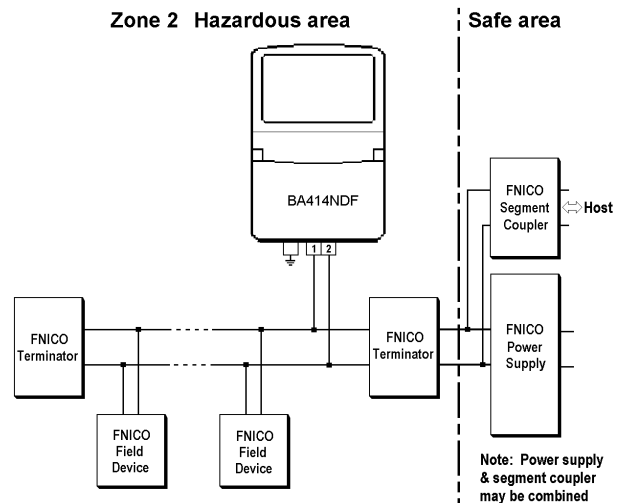 Zone 2 Hazardous area
Safe area
BA414NDF
1 2
FNICO
Segment
Coupler
Host
FNICO
Terminator
FNICO
Terminator
FNICO
Power
Supply
FNICO
Field
Device
FNICO
Field
Device
Note: Power supply
& segment coupler
may be combined